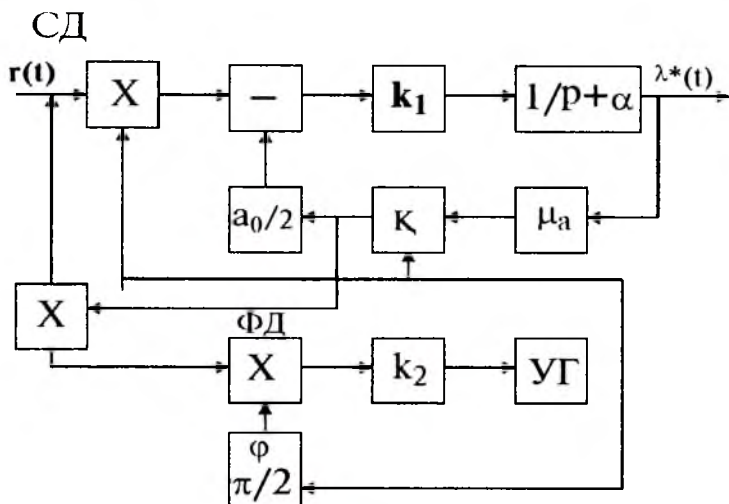 СД
r(t)
X
−
k₁
1/p+α
λ*(t)
a₀/2
К
μₐ
X
ФД
X
k₂
УГ
φ
π/2